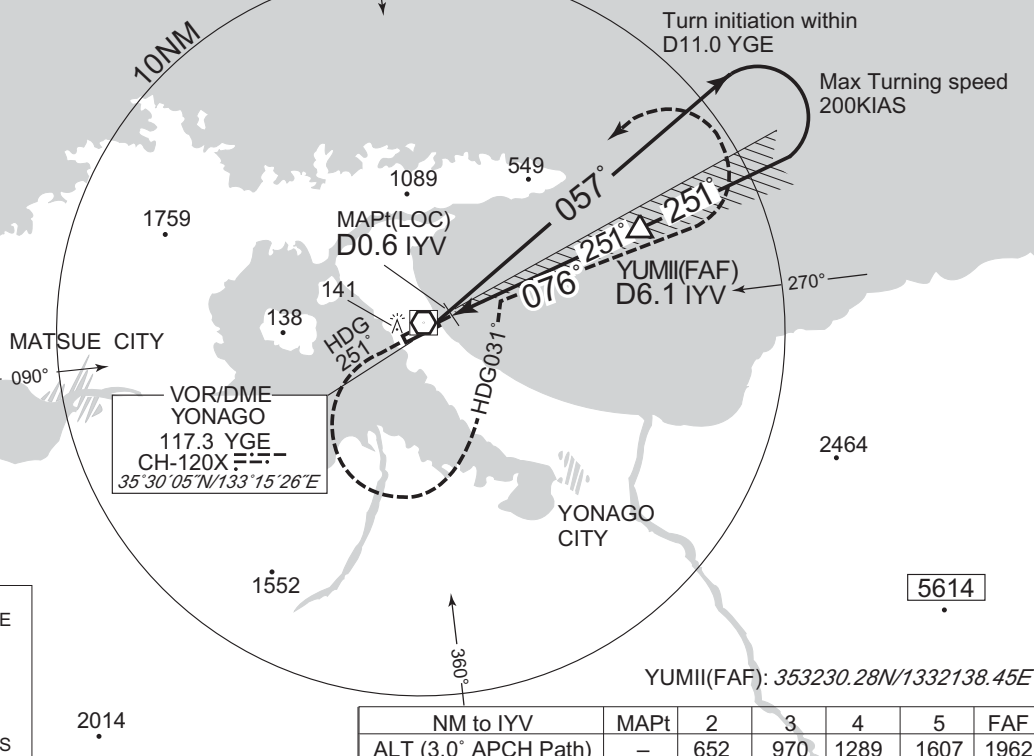 Turn initiation within
D11.0 YGE
10NM
Max Turning speed
200KIAS
549
1089
057°
251°
1759
MAPt(LOC)
D0.6 IYV
251°
YUMII(FAF)
D6.1 IYV
076°
270°
141
138
HDG
251°
HDG031°
MATSUE CITY
090°
VOR/DME
YONAGO
117.3 YGE
CH-120X
35°30′05″N/133°15′26″E
2464
YONAGO
CITY
1552
5614
E
360°
YUMII(FAF): 353230.28N/1332138.45E
2014
S
NM to IYV MAPt 2 3 4 5 FAF
ALT (3.0° APCH Path) – 652 970 1289 1607 1962